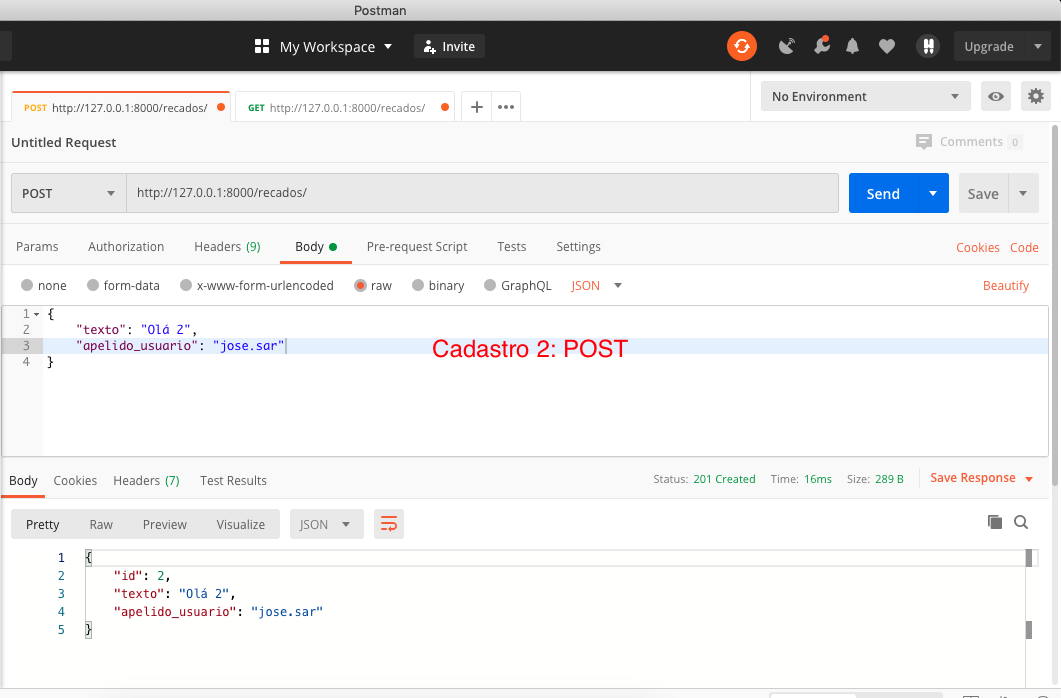 Postman
My Workspace
Invite
Upgrade
POST http://127.0.0.1:8000/recados/
GET http://127.0.0.1:8000/recados/
No Environment
Untitled Request
Comments 0
POST
http://127.0.0.1:8000/recados/
Send
Save
Params Authorization Headers (9) Body Pre-request Script Tests Settings Cookies Code
none form-data x-www-form-urlencoded raw binary GraphQL JSON Beautify
1 {
2 "texto": "Olá 2",
3 "apelido_usuario": "jose.sar"
Cadastro 2: POST
4 }
Body Cookies Headers (7) Test Results Status: 201 Created Time: 16ms Size: 289 B Save Response
Pretty Raw Preview Visualize JSON
1 {
2 "id": 2,
3 "texto": "Olá 2",
4 "apelido_usuario": "jose.sar"
5 }